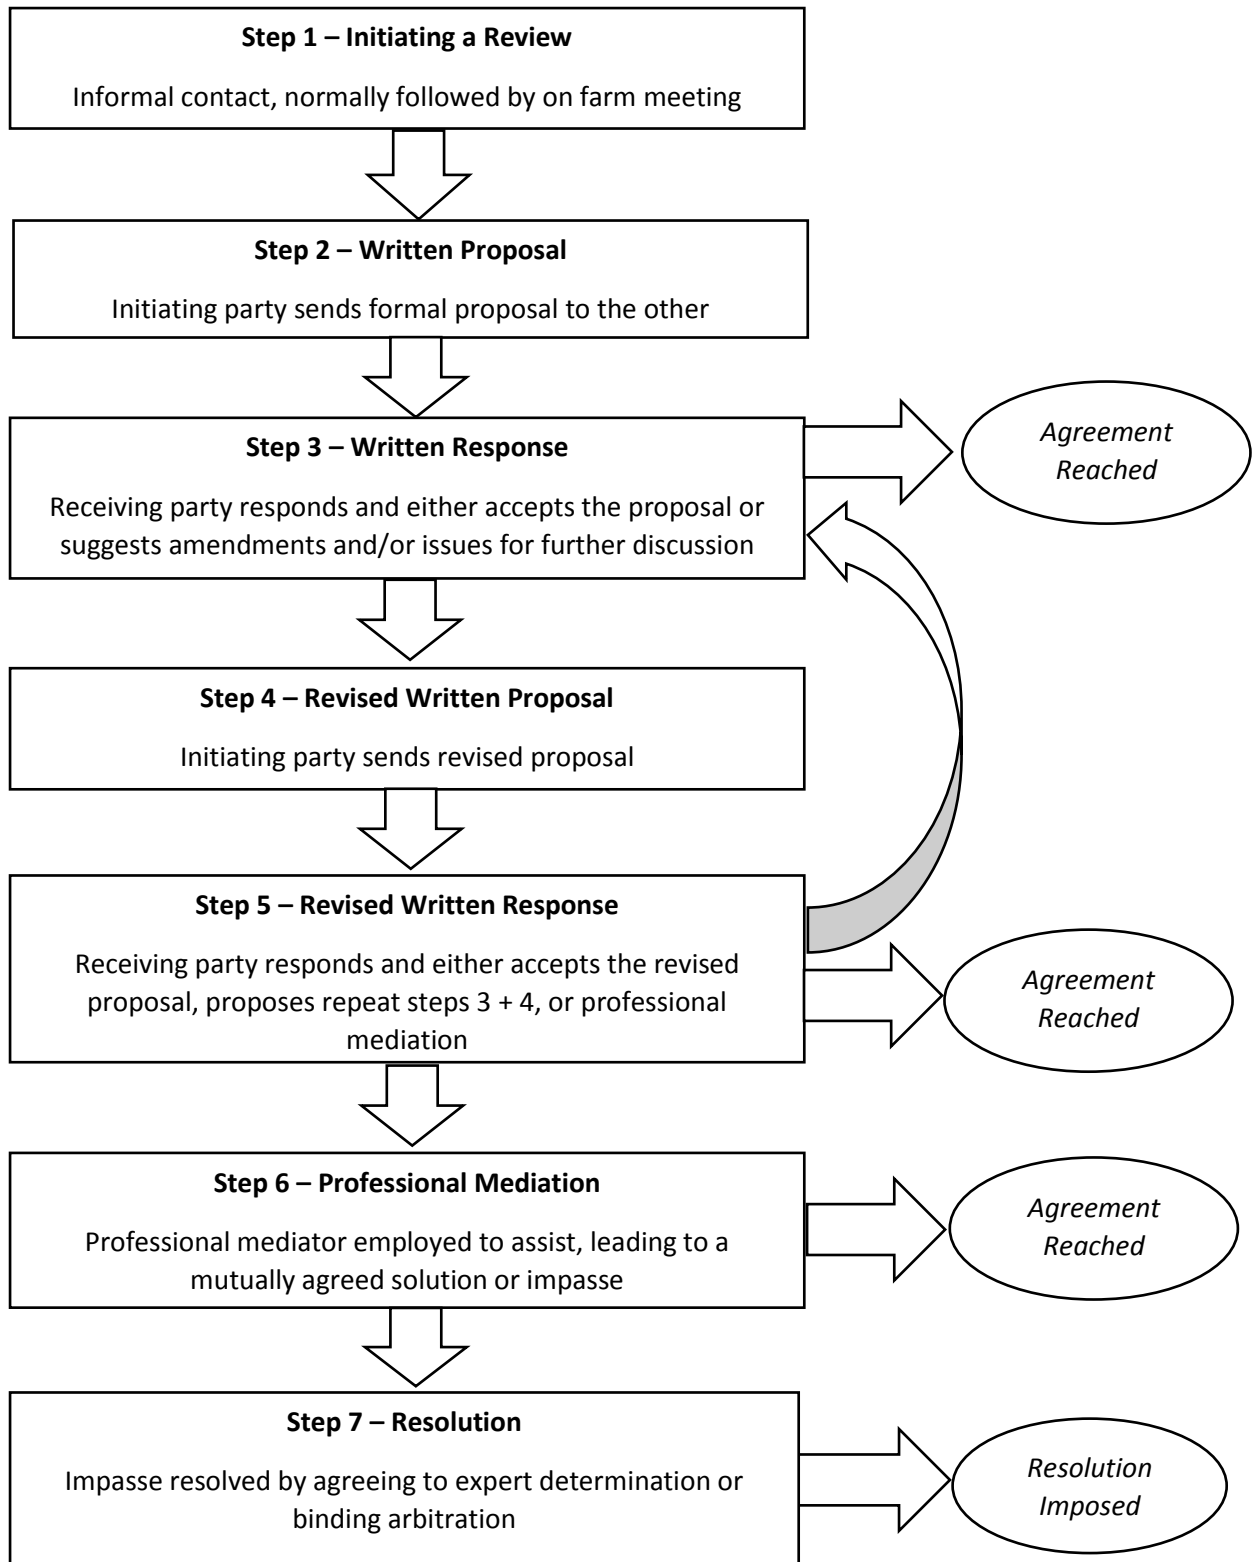 Step 1 – Initiating a Review
Informal contact, normally followed by on farm meeting
Step 2 – Written Proposal
Initiating party sends formal proposal to the other
Step 3 – Written Response
Receiving party responds and either accepts the proposal or
suggests amendments and/or issues for further discussion
Agreement
Reached
Step 4 – Revised Written Proposal
Initiating party sends revised proposal
Step 5 – Revised Written Response
Receiving party responds and either accepts the revised
proposal, proposes repeat steps 3 + 4, or professional
mediation
Agreement
Reached
Step 6 – Professional Mediation
Professional mediator employed to assist, leading to a
mutually agreed solution or impasse
Agreement
Reached
Step 7 – Resolution
Impasse resolved by agreeing to expert determination or
binding arbitration
Resolution
Imposed